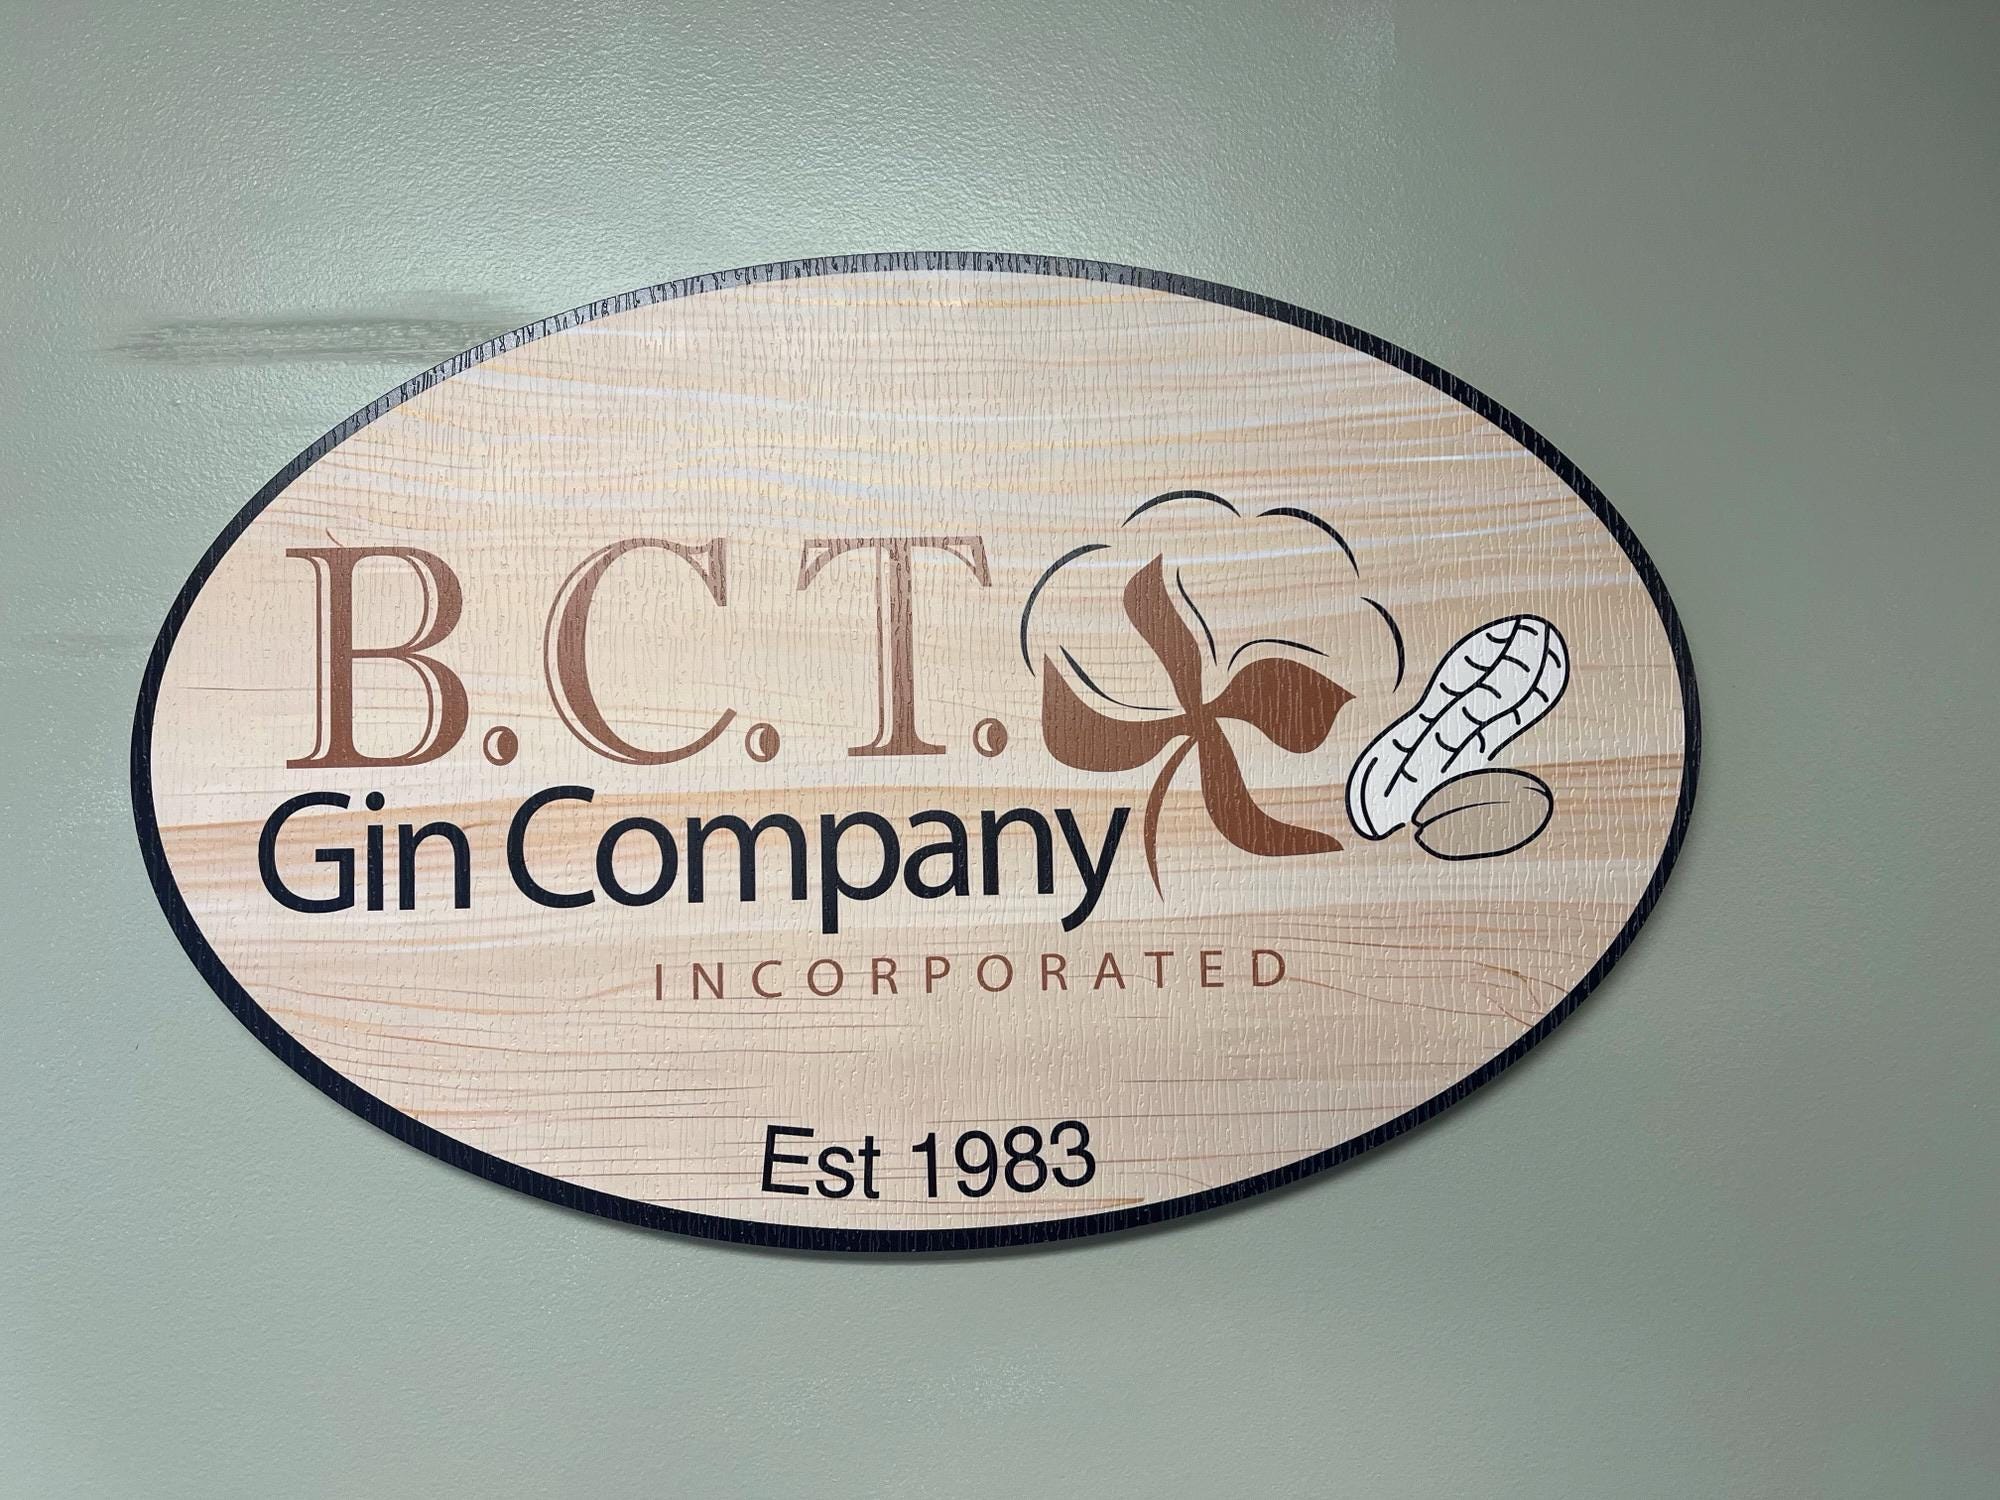 B.C.T.
Gin Company
INCORPORATED
Est 1983